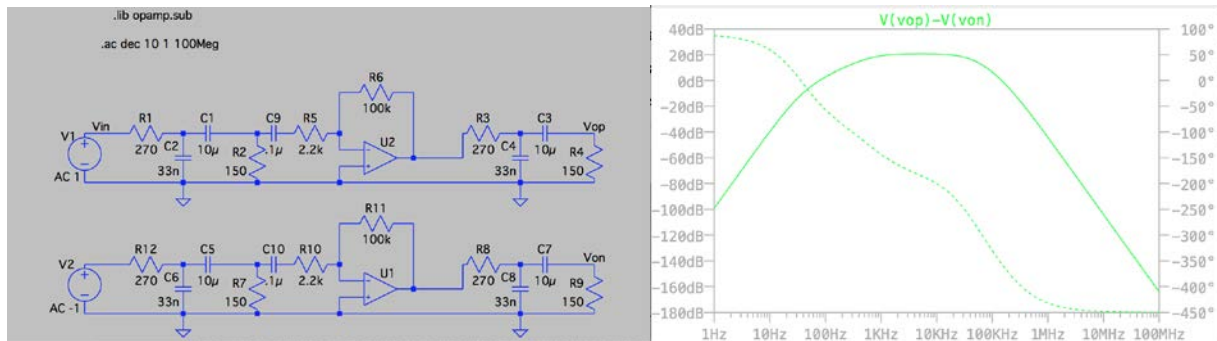 .lib opamp.sub
.ac dec 10 1 100Meg
R6
100k
R1 C1 C9 R5 R3 C3
V1 Vin Vop
270 10µ .1µ 2.2k U2 270 10µ
C2 R2 C4 R4
AC 1 33n 150 33n 150
R11
100k
R12 C5 C10 R10 R8 C7
V2 Von
270 10µ .1µ 2.2k U1 270 10µ
C6 R7 C8 R9
AC -1 33n 150 33n 150
V(vop)-V(von)
40dB 100°
20dB 50°
0dB 0°
-20dB -50°
-40dB -100°
-60dB -150°
-80dB -200°
-100dB -250°
-120dB -300°
-140dB -350°
-160dB -400°
-180dB -450°
1Hz 10Hz 100Hz 1KHz 10KHz 100KHz 1MHz 10MHz 100MHz